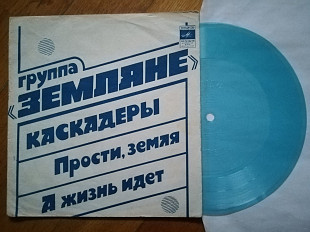 группа
«ЗЕМЛЯНЕ»
КАСКАДЕРЫ
Прости, земля
А жизнь идет